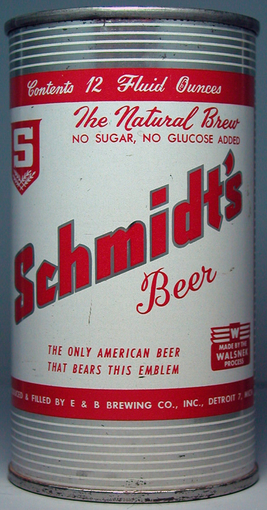 Contents 12 Fluid Ounces
The Natural Brew
NO SUGAR, NO GLUCOSE ADDED
S
Schmidt's
Beer
W
MADE BY THE
WALSNER
PROCESS
THE ONLY AMERICAN BEER
THAT BEARS THIS EMBLEM
& FILLED BY E & B BREWING CO., INC., DETROIT 7,